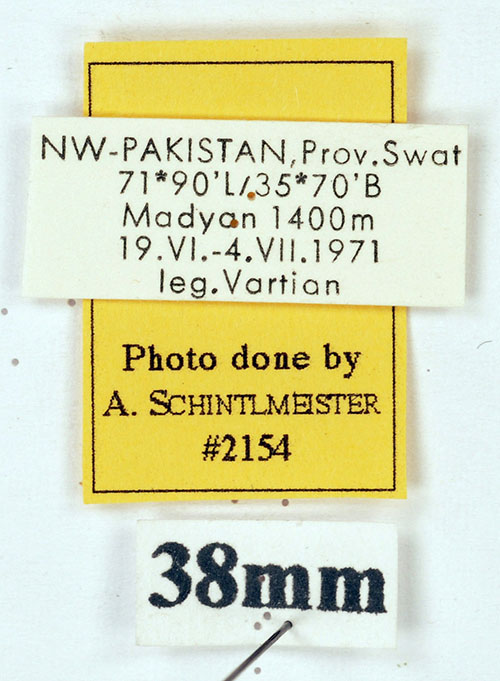 NW-PAKISTAN,Prov.Swat
71*90'L/.35*70'B
Madyan 1400m
19.VI.-4.VII.1971
leg.Vartian
Photo done by
A. SCHINTLMEISTER
#2154
38mm